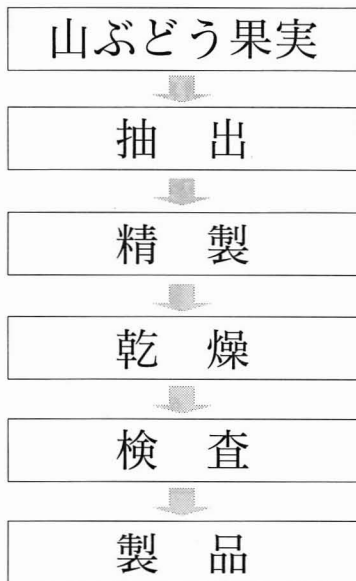 山ぶどう果実
抽　出
精　製
乾　燥
検　査
製　品